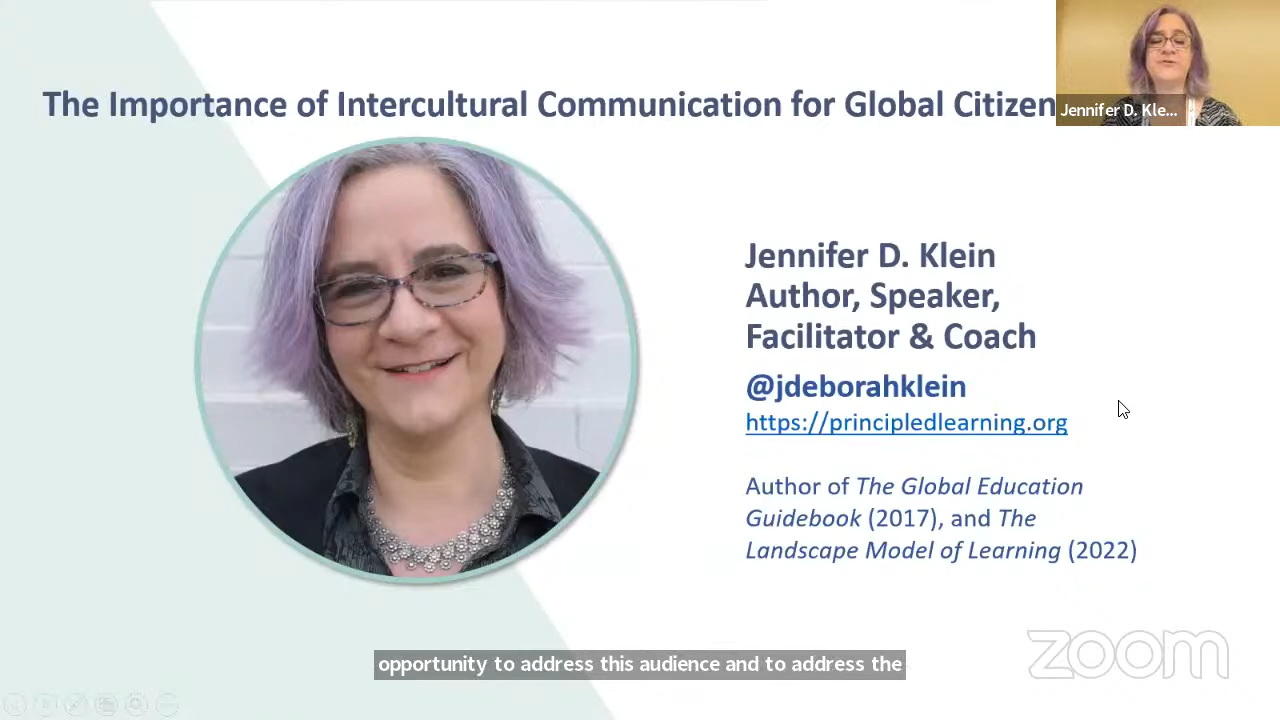 The Importance of Intercultural Communication for Global Citizen
Jennifer D. Kle...
Jennifer D. Klein
Author, Speaker,
Facilitator & Coach
@jdeborahklein
https://principledlearning.org
Author of The Global Education
Guidebook (2017), and The
Landscape Model of Learning (2022)
opportunity to address this audience and to address the
zoom